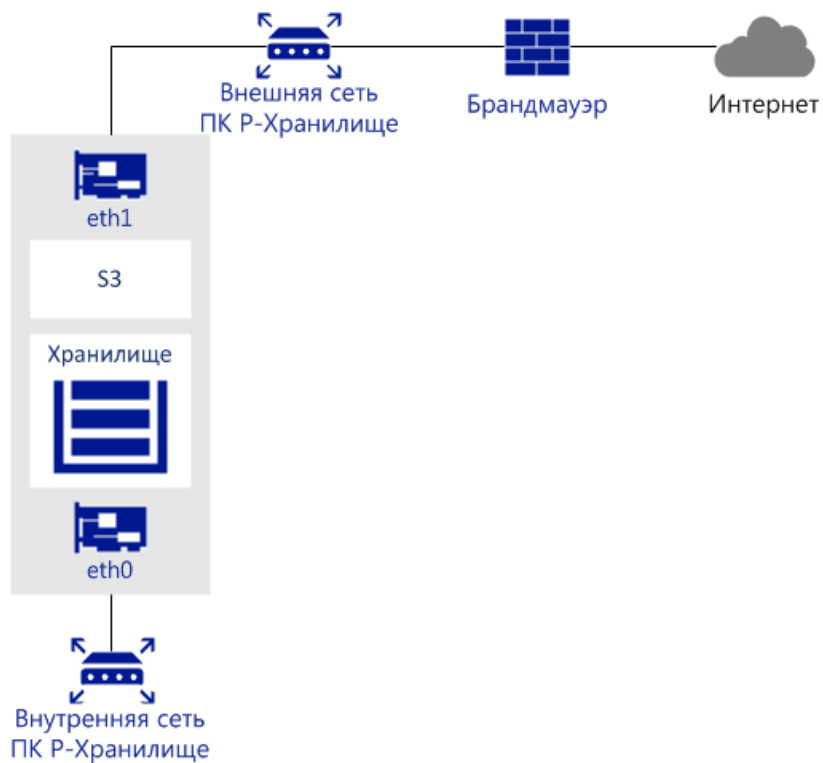 Внешняя сеть
ПК Р-Хранилище
Брандмауэр
Интернет
eth1
S3
Хранилище
eth0
Внутренняя сеть
ПК Р-Хранилище